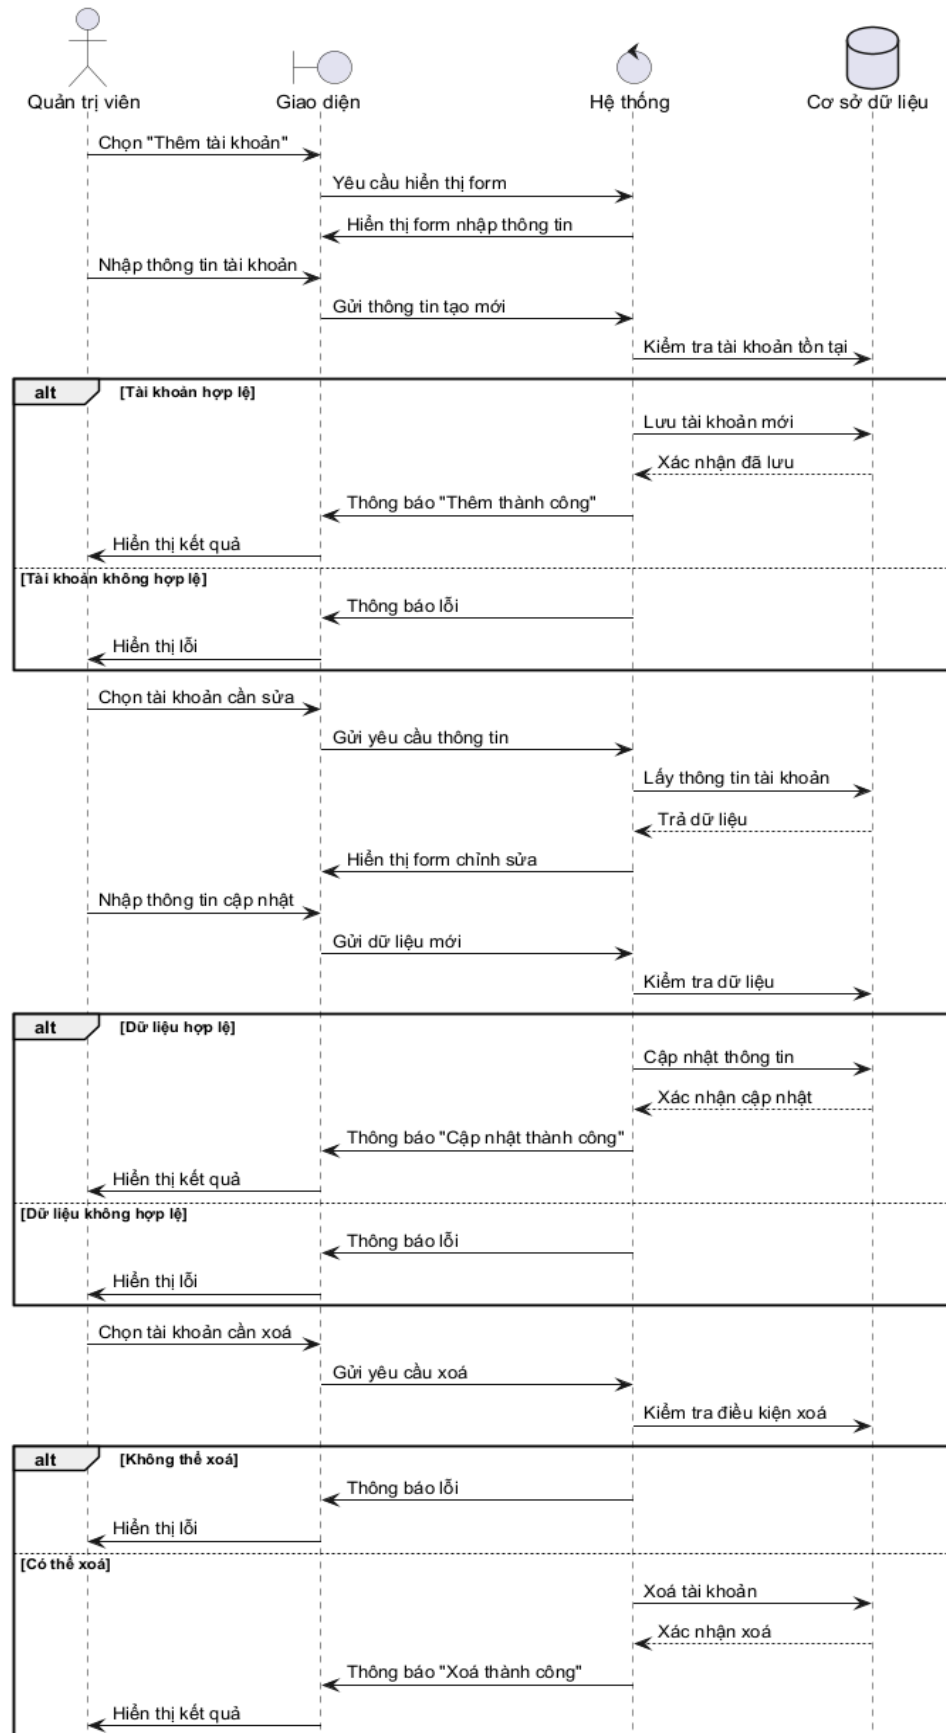 Quản trị viên
Giao diện
Hệ thống
Cơ sở dữ liệu
Chọn "Thêm tài khoản"
Yêu cầu hiển thị form
Hiển thị form nhập thông tin
Nhập thông tin tài khoản
Gửi thông tin tạo mới
Kiểm tra tài khoản tồn tại
alt
[Tài khoản hợp lệ]
Lưu tài khoản mới
Xác nhận đã lưu
Thông báo "Thêm thành công"
Hiển thị kết quả
[Tài khoản không hợp lệ]
Thông báo lỗi
Hiển thị lỗi
Chọn tài khoản cần sửa
Gửi yêu cầu thông tin
Lấy thông tin tài khoản
Trả dữ liệu
Hiển thị form chỉnh sửa
Nhập thông tin cập nhật
Gửi dữ liệu mới
Kiểm tra dữ liệu
alt
[Dữ liệu hợp lệ]
Cập nhật thông tin
Xác nhận cập nhật
Thông báo "Cập nhật thành công"
Hiển thị kết quả
[Dữ liệu không hợp lệ]
Thông báo lỗi
Hiển thị lỗi
Chọn tài khoản cần xoá
Gửi yêu cầu xoá
Kiểm tra điều kiện xoá
alt
[Không thể xoá]
Thông báo lỗi
Hiển thị lỗi
[Có thể xoá]
Xoá tài khoản
Xác nhận xoá
Thông báo "Xoá thành công"
Hiển thị kết quả